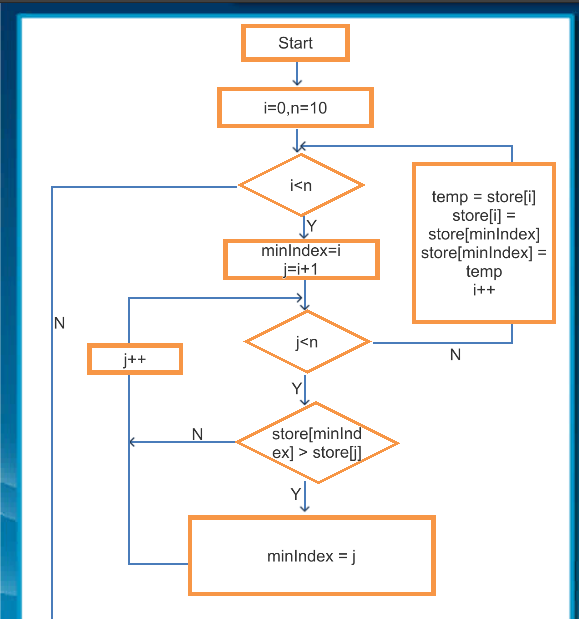 Start
i=0,n=10
i<n
Y
N
minIndex=i
j=i+1
temp = store[i]
store[i] =
store[minIndex]
store[minIndex] =
temp
i++
j<n
N
Y
j++
store[minInd
ex] > store[j]
N
Y
minIndex = j